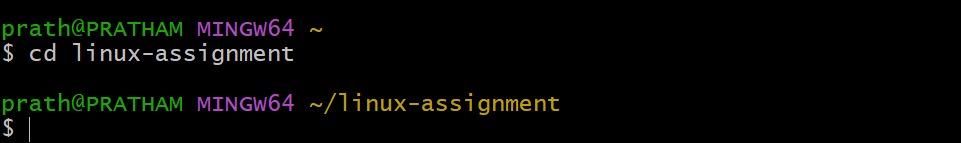 prath@PRATHAM MINGW64 ~
$ cd linux-assignment
prath@PRATHAM MINGW64 ~/linux-assignment
$